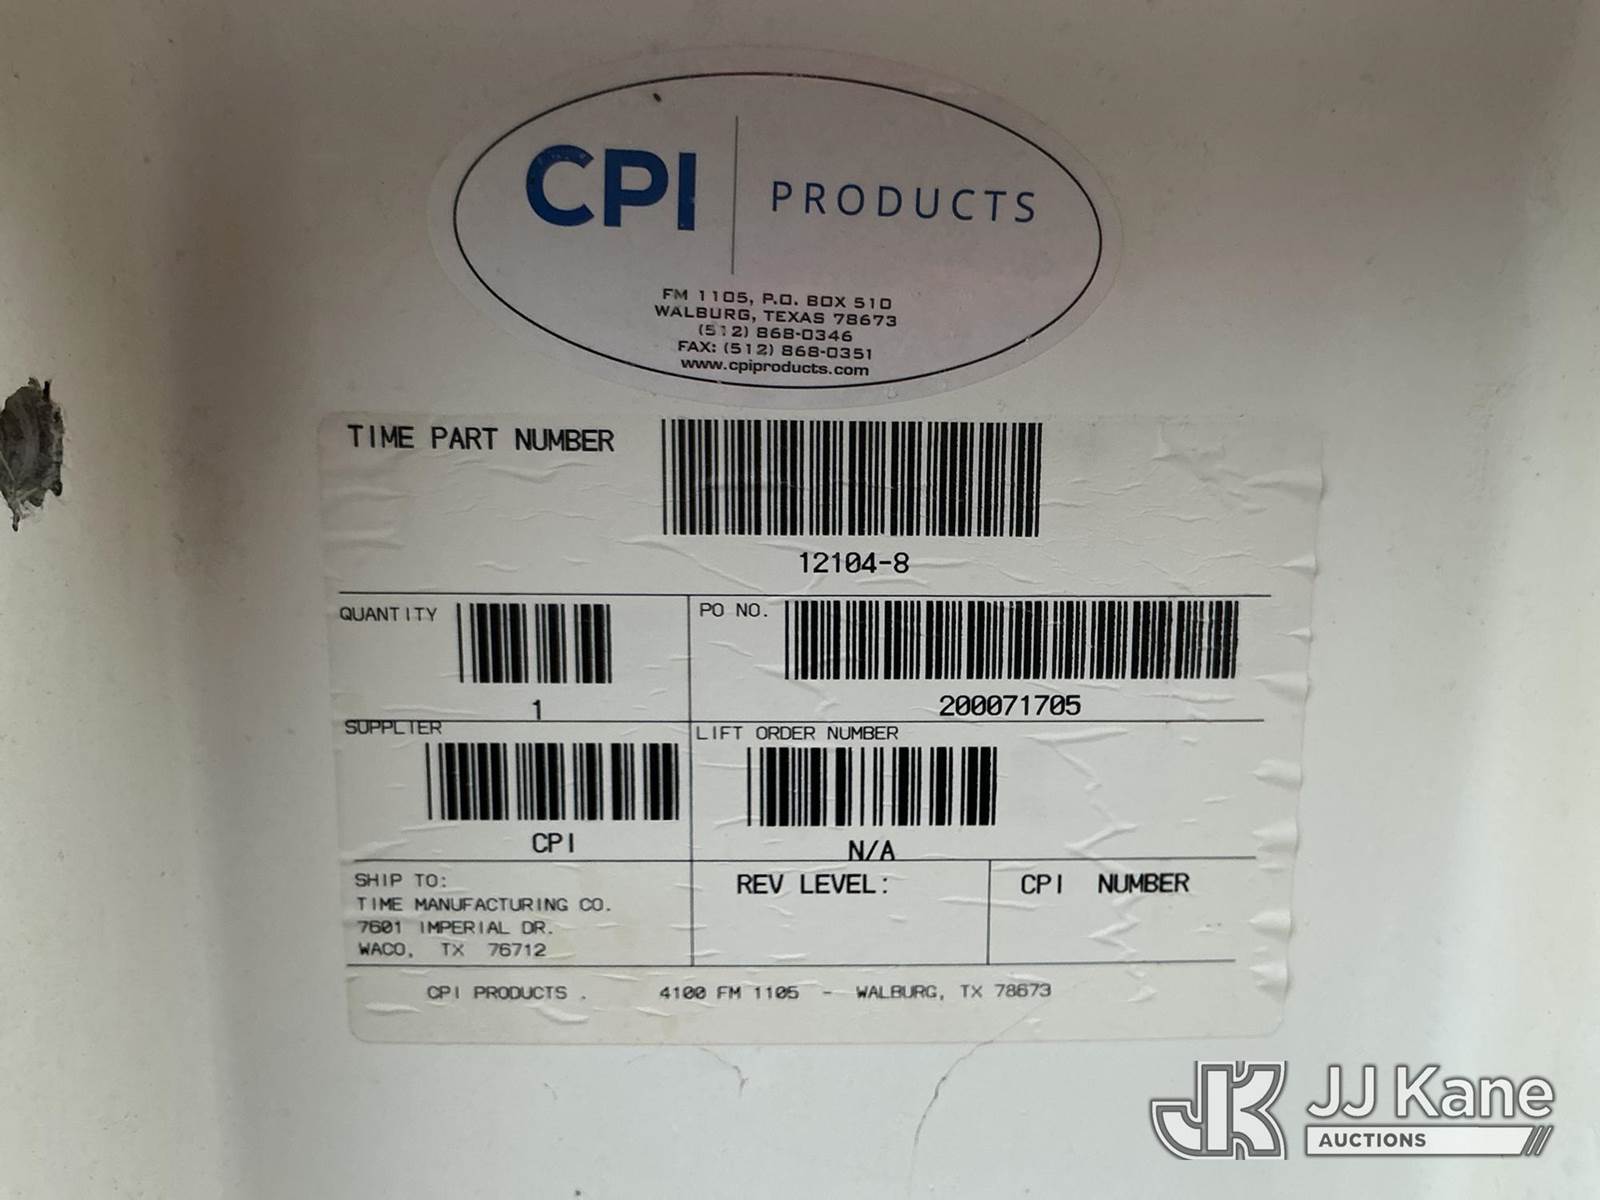 CPI PRODUCTS
FM 1105, P.O. BOX 510
WALBURG, TEXAS 78673
(512) 868-0346
FAX: (512) 868-0351
www.cpiproducts.com
TIME PART NUMBER
12104-8
QUANTITY
1
PO NO.
200071705
SUPPLIER
CPI
LIFT ORDER NUMBER
N/A
SHIP TO:
TIME MANUFACTURING CO.
7601 IMPERIAL DR.
WACO, TX 76712
REV LEVEL:
CPI NUMBER
CPI PRODUCTS . 4100 FM 1105 - WALBURG, TX 78673
JJ Kane
AUCTIONS